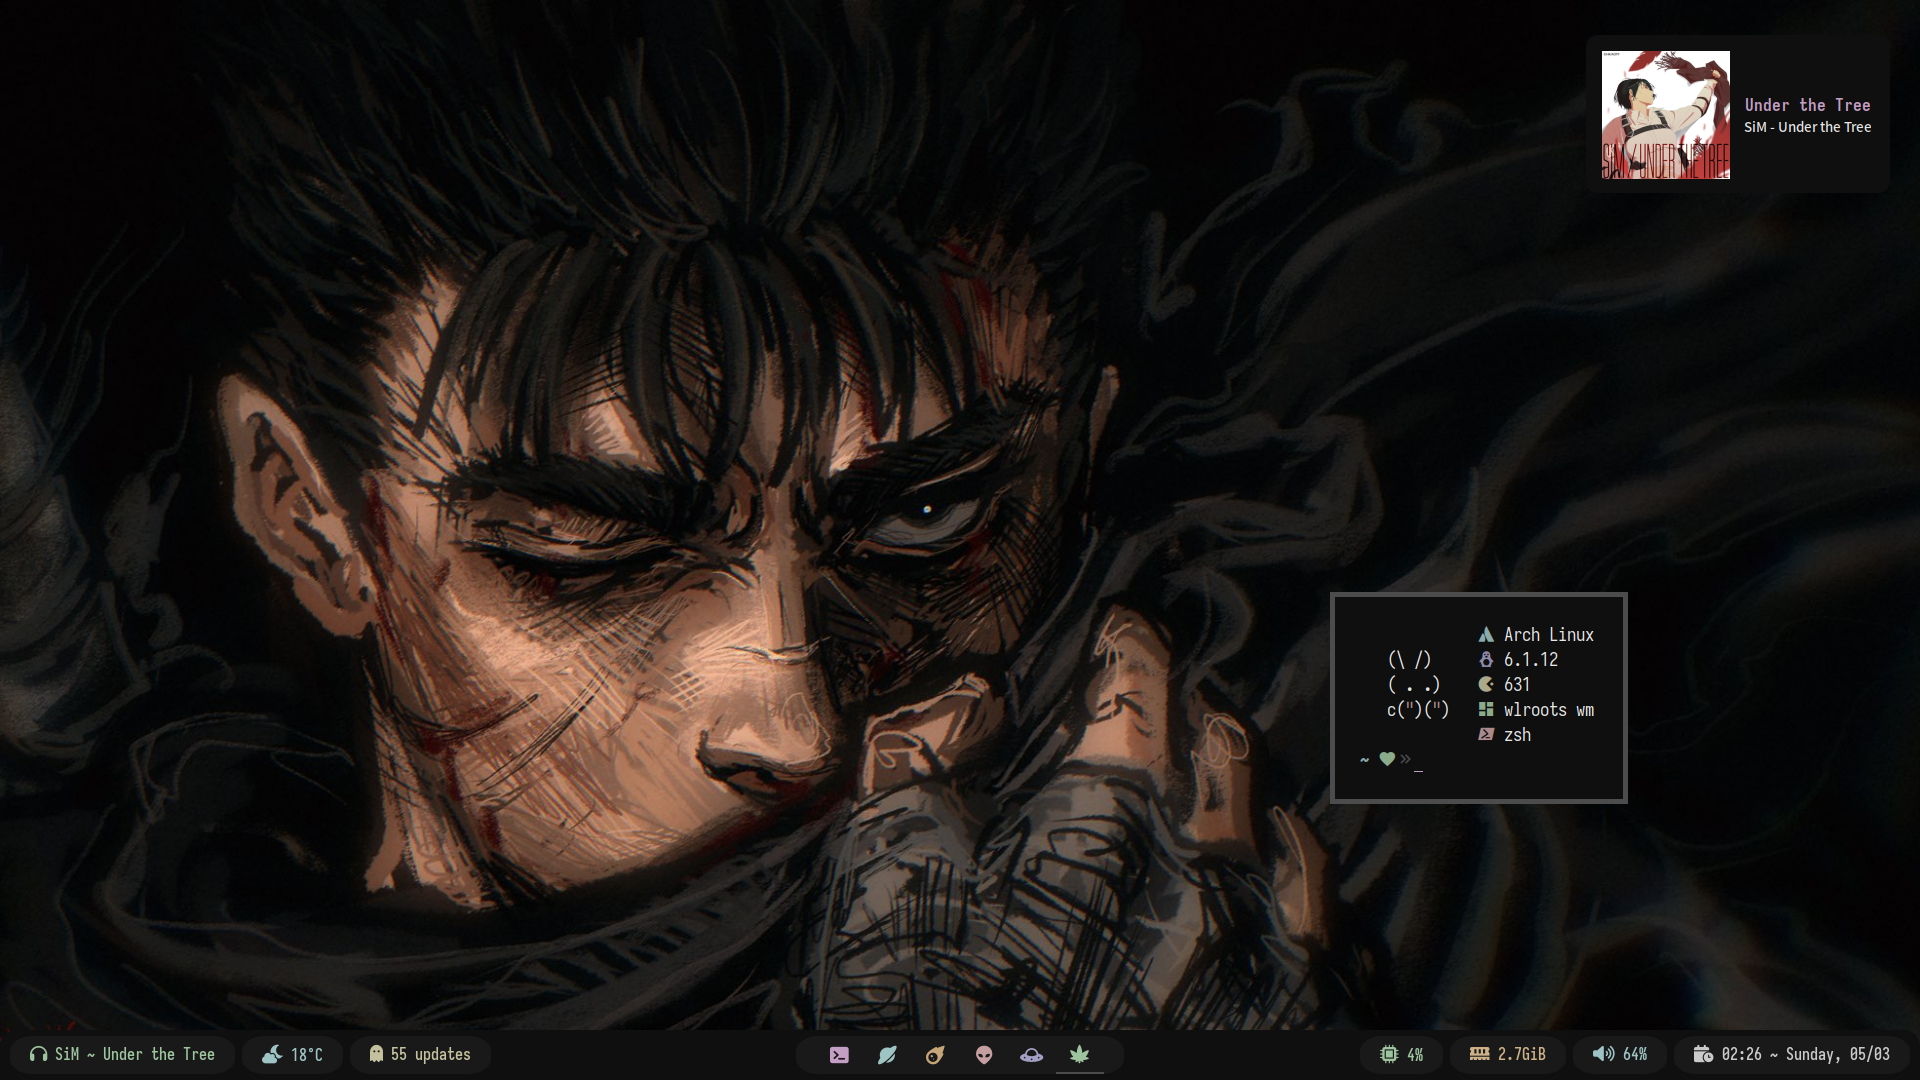 Under the Tree
SiM - Under the Tree
SiM / UNDER THE TREE
Arch Linux
(\ /)
6.1.12
( . .)
631
c(")(")
wlroots wm
zsh
~ ♥ »_
SiM ~ Under the Tree
18°C
55 updates
4%
2.7GiB
64%
02:26 ~ Sunday, 05/03